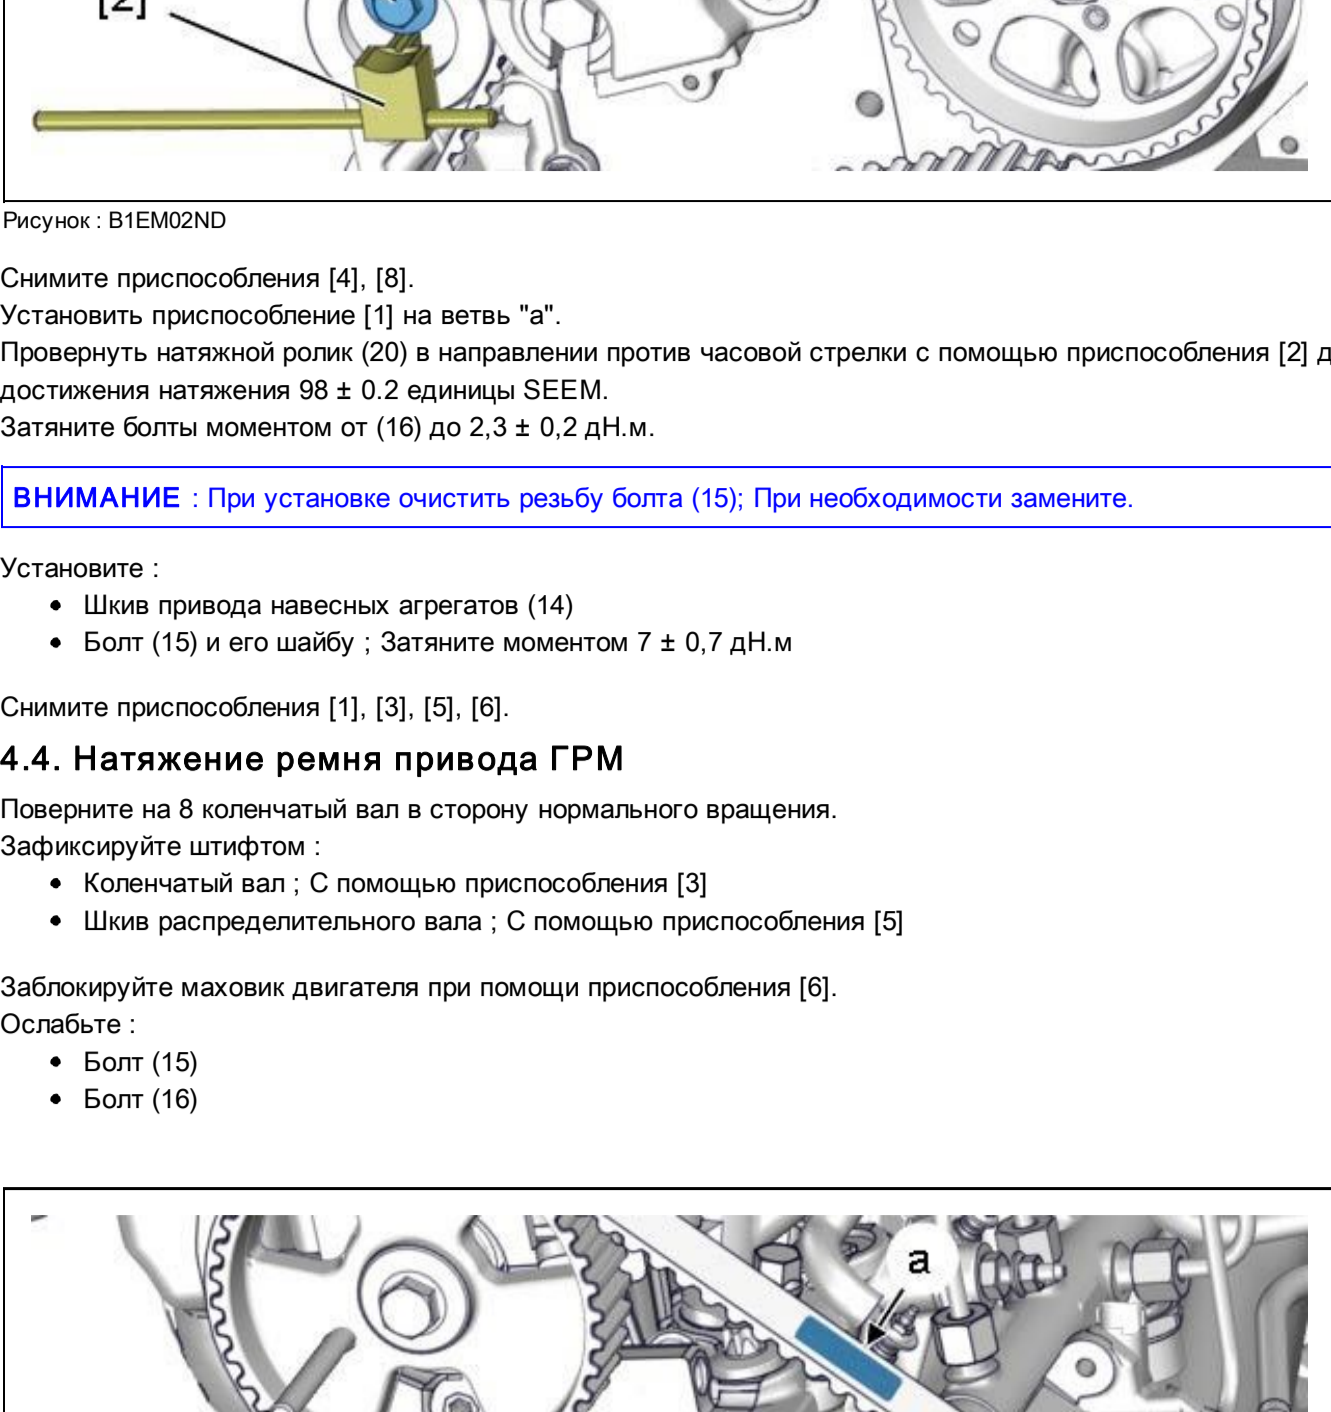 [2]
Рисунок : B1EM02ND
Снимите приспособления [4], [8].
Установить приспособление [1] на ветвь "a".
Провернуть натяжной ролик (20) в направлении против часовой стрелки с помощью приспособления [2] д
достижения натяжения 98 ± 0.2 единицы SEEM.
Затяните болты моментом от (16) до 2,3 ± 0,2 дН.м.
ВНИМАНИЕ : При установке очистить резьбу болта (15); При необходимости замените.
Установите :
• Шкив привода навесных агрегатов (14)
• Болт (15) и его шайбу ; Затяните моментом 7 ± 0,7 дН.м
Снимите приспособления [1], [3], [5], [6].
4.4. Натяжение ремня привода ГРМ
Поверните на 8 коленчатый вал в сторону нормального вращения.
Зафиксируйте штифтом :
• Коленчатый вал ; С помощью приспособления [3]
• Шкив распределительного вала ; С помощью приспособления [5]
Заблокируйте маховик двигателя при помощи приспособления [6].
Ослабьте :
• Болт (15)
• Болт (16)
a